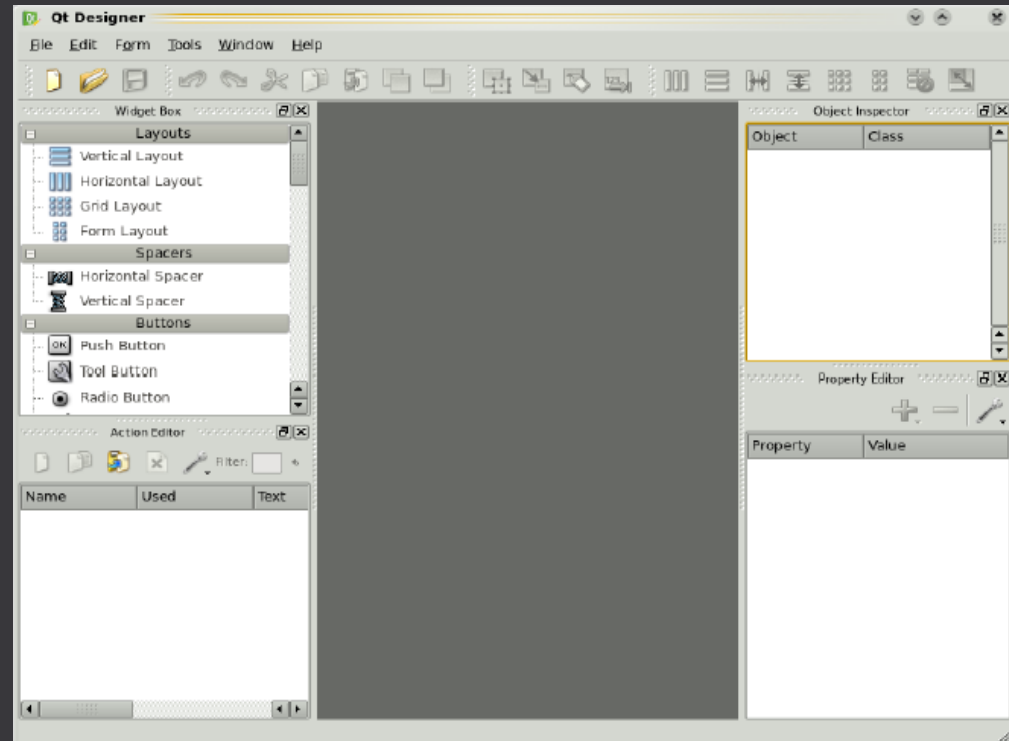 Qt Designer
File Edit Form Tools Window Help
Widget Box
Layouts
Vertical Layout
Horizontal Layout
Grid Layout
Form Layout
Spacers
Horizontal Spacer
Vertical Spacer
Buttons
OK Push Button
Tool Button
Radio Button
Action Editor
Filter:
Name Used Text
Object Inspector
Object Class
Property Editor
Property Value